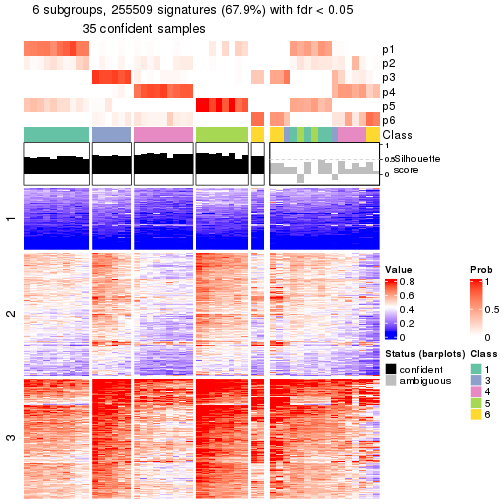 6 subgroups, 255509 signatures (67.9%) with fdr < 0.05
35 confident samples
p1
p2
p3
p4
p5
p6
Class
1
0.5
0
Silhouette
score
1
2
3
Value
0.8
0.6
0.4
0.2
0
Prob
1
0.5
0
Status (barplots)
confident
ambiguous
Class
1
3
4
5
6